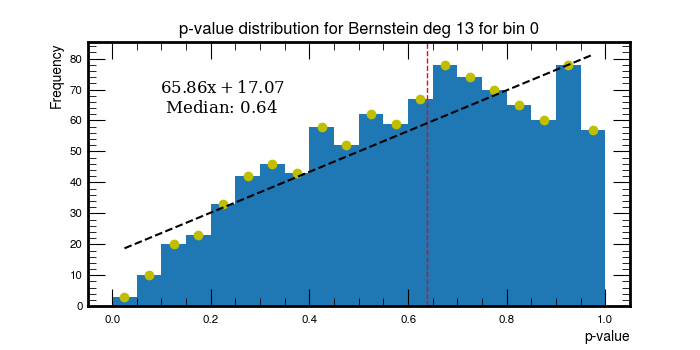 p-value distribution for Bernstein deg 13 for bin 0
Frequency
65.86x + 17.07
Median: 0.64
80
70
60
50
40
30
20
10
0
0.0 0.2 0.4 0.6 0.8 1.0
p-value